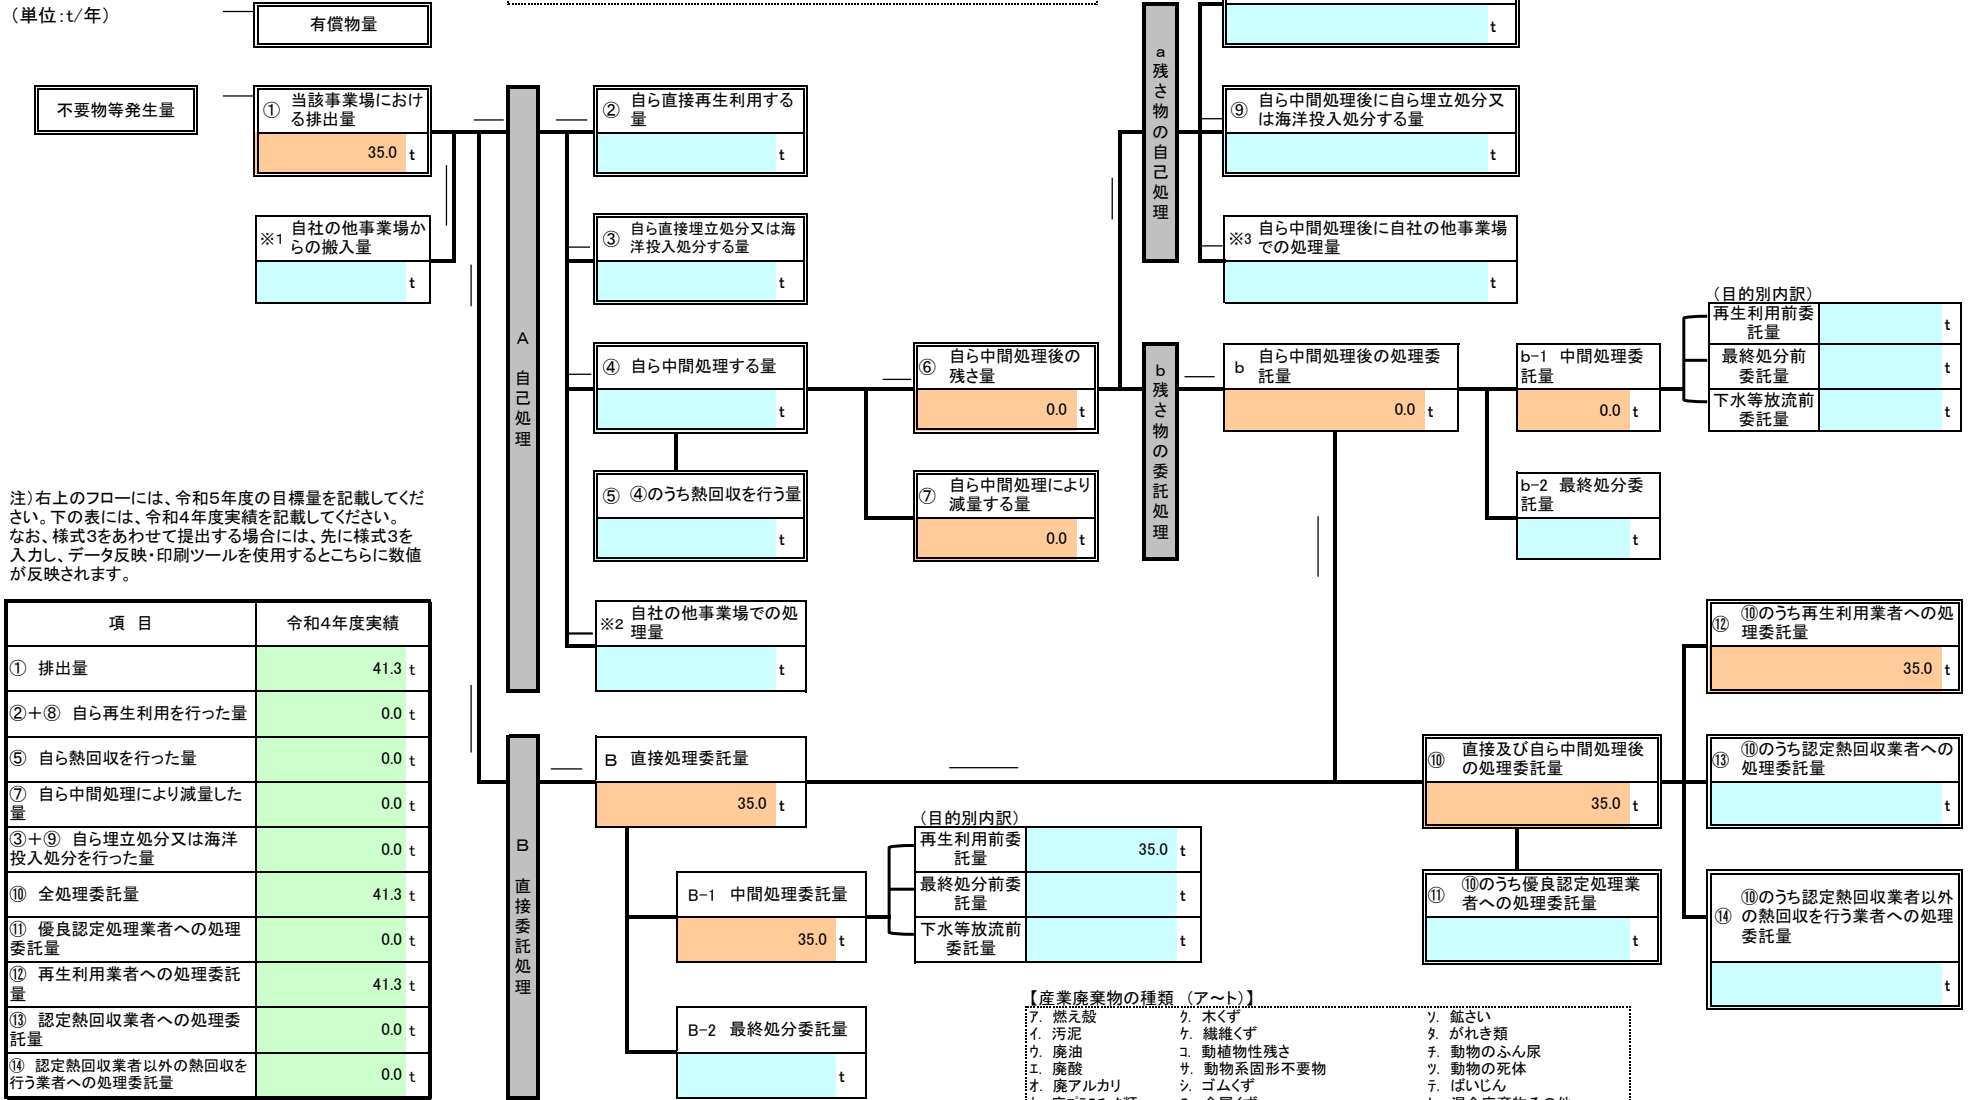 (単位:t/年)
有償物量
t
不要物等発生量
① 当該事業場におけ
る排出量
35.0 t
※1 自社の他事業場か
らの搬入量
t
A 自己処理
② 自ら直接再生利用する
量
t
③ 自ら直接埋立処分又は海
洋投入処分する量
t
④ 自ら中間処理する量
t
⑤ ④のうち熱回収を行う量
t
※2 自社の他事業場での処
理量
t
⑥ 自ら中間処理後の
残さ量
0.0 t
⑦ 自ら中間処理により
減量する量
0.0 t
a 残さ物の自己処理
⑨ 自ら中間処理後に自ら埋立処分又
は海洋投入処分する量
t
※3 自ら中間処理後に自社の他事業場
での処理量
t
b 残さ物の委託処理
b 自ら中間処理後の処理委
託量
0.0 t
b-1 中間処理委
託量
0.0 t
(目的別内訳)
再生利用前委
託量
t
最終処分前
委託量
t
下水等放流前
委託量
t
b-2 最終処分委
託量
t
注)右上のフローには、令和5年度の目標量を記載してくだ
さい。下の表には、令和4年度実績を記載してください。
なお、様式3をあわせて提出する場合には、先に様式3を
入力し、データ反映・印刷ツールを使用するとこちらに数値
が反映されます。
項 目 令和4年度実績
① 排出量 41.3 t
②+⑧ 自ら再生利用を行った量 0.0 t
⑤ 自ら熱回収を行った量 0.0 t
⑦ 自ら中間処理により減量した
量 0.0 t
③+⑨ 自ら埋立処分又は海洋
投入処分を行った量 0.0 t
⑩ 全処理委託量 41.3 t
⑪ 優良認定処理業者への処理
委託量 0.0 t
⑫ 再生利用業者への処理委託
量 41.3 t
⑬ 認定熱回収業者への処理委
託量 0.0 t
⑭ 認定熱回収業者以外の熱回収を
行う業者への処理委託量 0.0 t
B 直接委託処理
B 直接処理委託量
35.0 t
B-1 中間処理委託量
35.0 t
(目的別内訳)
再生利用前委
託量
35.0 t
最終処分前委
託量
t
下水等放流前
委託量
t
B-2 最終処分委託量
t
⑩ 直接及び自ら中間処理後
の処理委託量
35.0 t
⑪ ⑩のうち優良認定処理業
者への処理委託量
t
⑫ ⑩のうち再生利用業者への処
理委託量
35.0 t
⑬ ⑩のうち認定熱回収業者への
処理委託量
t
⑭ ⑩のうち認定熱回収業者以外
の熱回収を行う業者への処理
委託量
t
【産業廃棄物の種類 (ア～ト)】
ア. 燃え殻 ク. 木くず ソ. 鉱さい
イ. 汚泥 ケ. 繊維くず タ. がれき類
ウ. 廃油 コ. 動植物性残さ チ. 動物のふん尿
エ. 廃酸 サ. 動物系固形不要物 ツ. 動物の死体
オ. 廃アルカリ シ. ゴムくず テ. ばいじん